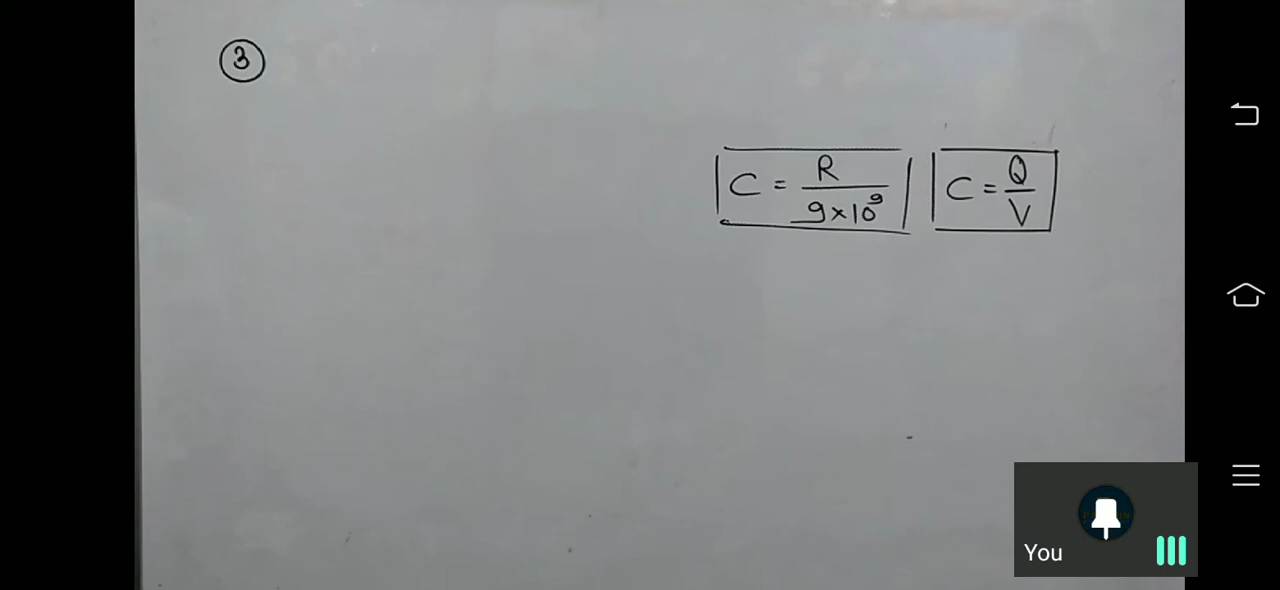 3
C = R / 9×10⁹
C = Q / V
You